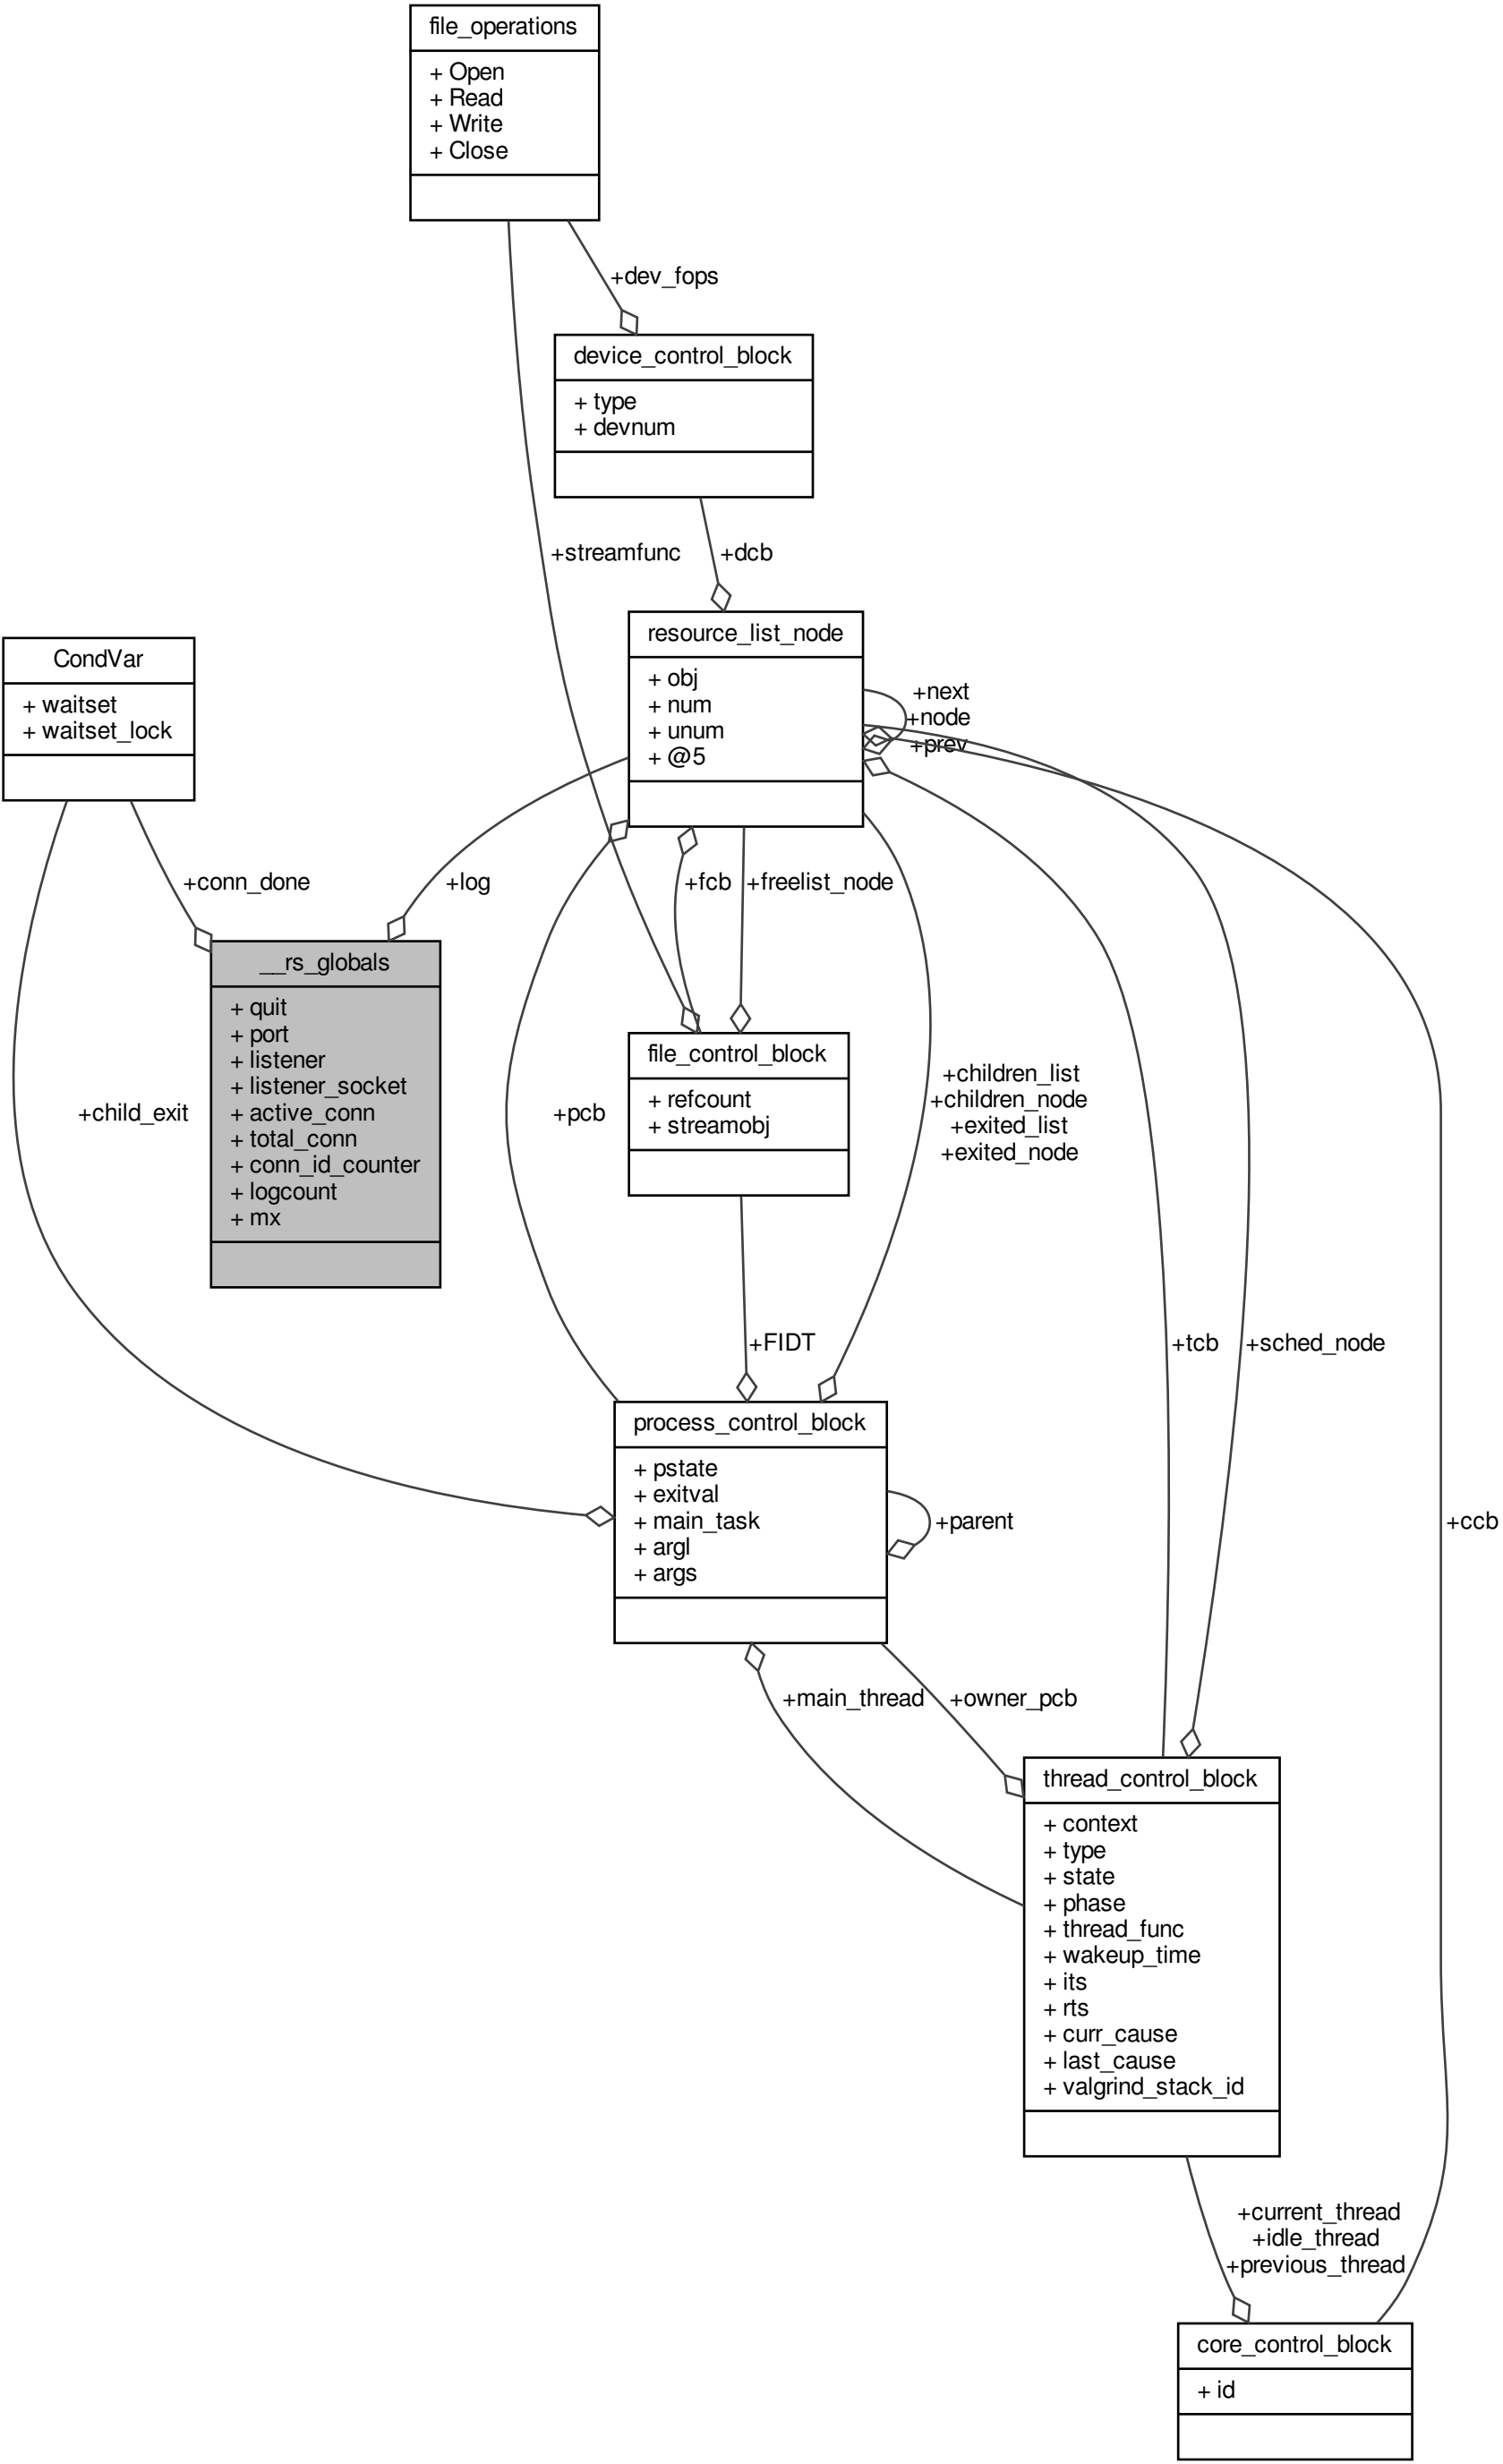 file_operations
+ Open
+ Read
+ Write
+ Close
+dev_fops
device_control_block
+ type
+ devnum
+streamfunc
+dcb
resource_list_node
+ obj
+ num
+ unum
+ @5
+next
+node
+prev
CondVar
+ waitset
+ waitset_lock
+conn_done
+log
+fcb
+freelist_node
__rs_globals
+ quit
+ port
+ listener
+ listener_socket
+ active_conn
+ total_conn
+ conn_id_counter
+ logcount
+ mx
+child_exit
+pcb
file_control_block
+ refcount
+ streamobj
+children_list
+children_node
+exited_list
+exited_node
+FIDT
+tcb
+sched_node
process_control_block
+ pstate
+ exitval
+ main_task
+ argl
+ args
+parent
+ccb
+main_thread
+owner_pcb
thread_control_block
+ context
+ type
+ state
+ phase
+ thread_func
+ wakeup_time
+ its
+ rts
+ curr_cause
+ last_cause
+ valgrind_stack_id
+current_thread
+idle_thread
+previous_thread
core_control_block
+ id